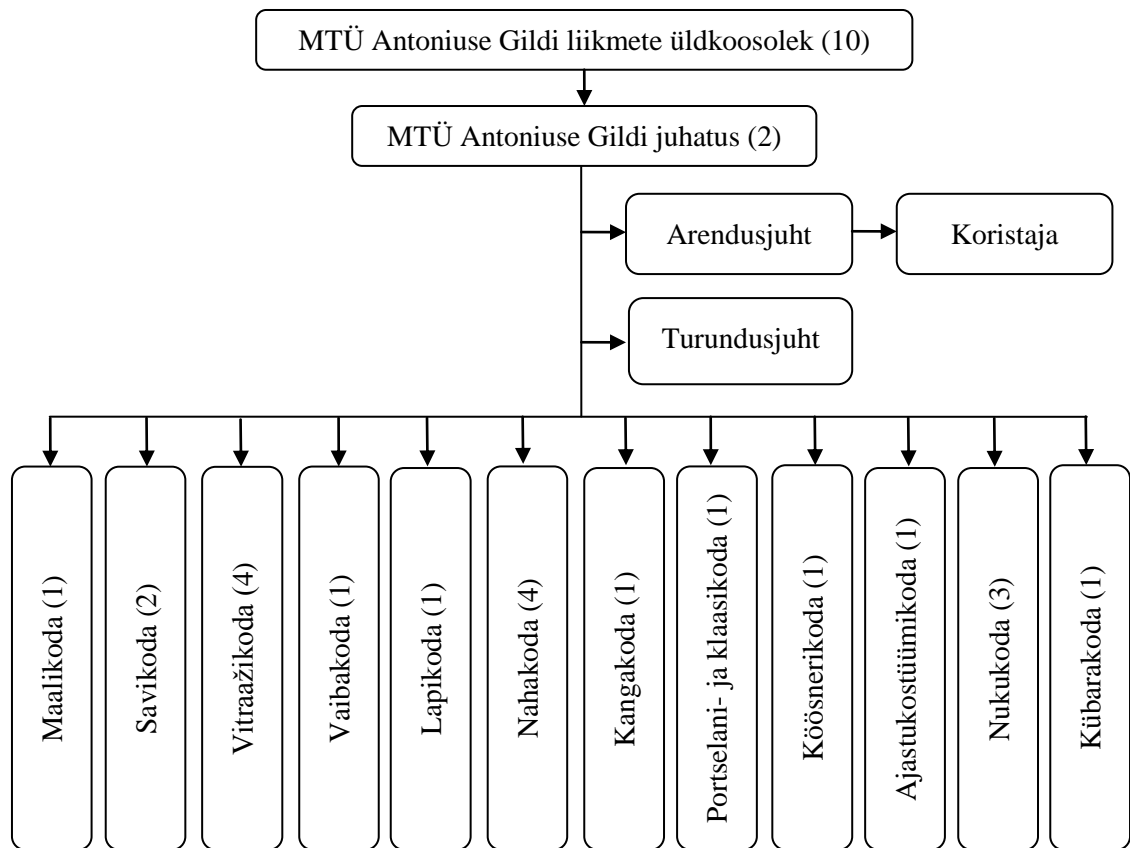 MTÜ Antoniuse Gildi liikmete üldkoosolek (10)
MTÜ Antoniuse Gildi juhatus (2)
Arendusjuht
Koristaja
Turundusjuht
Maalikoda (1)
Savikoda (2)
Vitraažikoda (4)
Vaibakoda (1)
Lapikoda (1)
Nahakoda (4)
Kangakoda (1)
Portselani- ja klaasikoda (1)
Köösnerikoda (1)
Ajastukostüümikoda (1)
Nukukoda (3)
Kübarakoda (1)